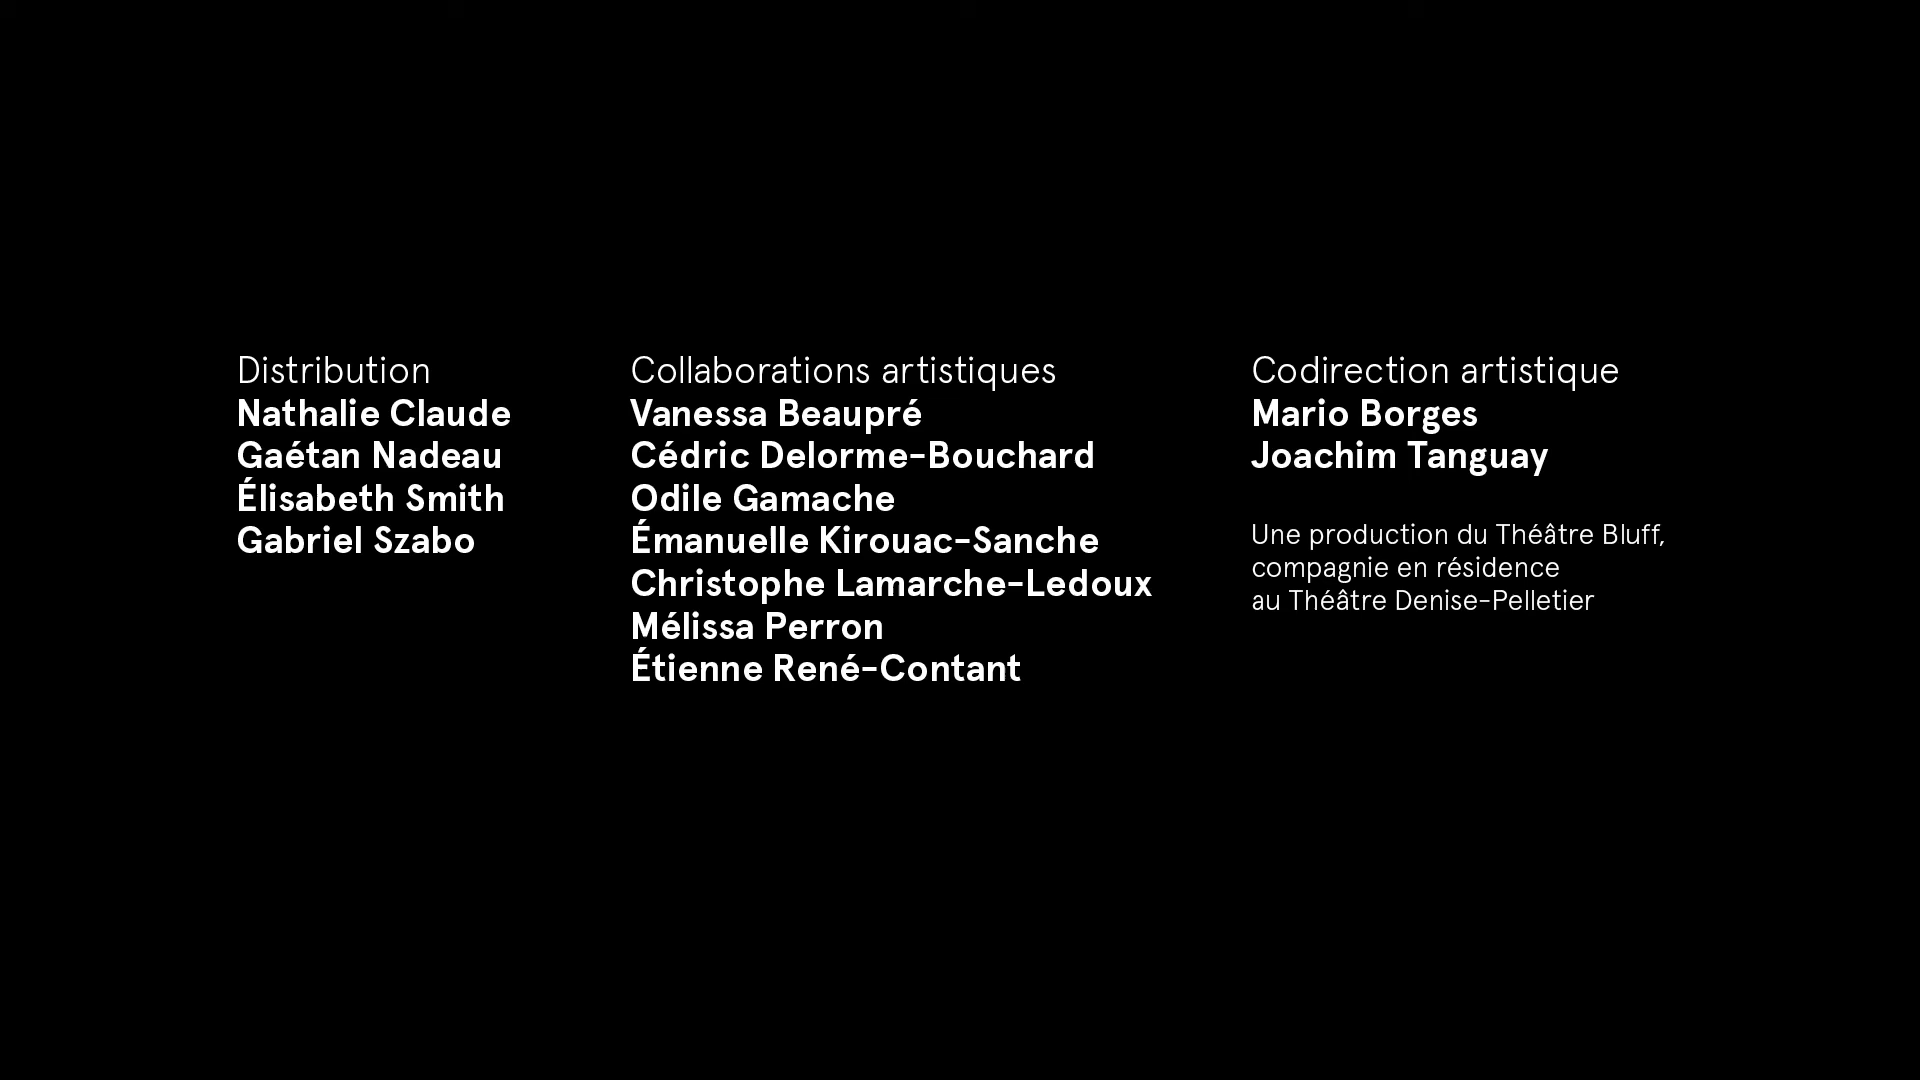 Distribution
Nathalie Claude
Gaétan Nadeau
Élisabeth Smith
Gabriel Szabo
Collaborations artistiques
Vanessa Beaupré
Cédric Delorme-Bouchard
Odile Gamache
Émanuelle Kirouac-Sanche
Christophe Lamarche-Ledoux
Mélissa Perron
Étienne René-Contant
Codirection artistique
Mario Borges
Joachim Tanguay
Une production du Théâtre Bluff,
compagnie en résidence
au Théâtre Denise-Pelletier